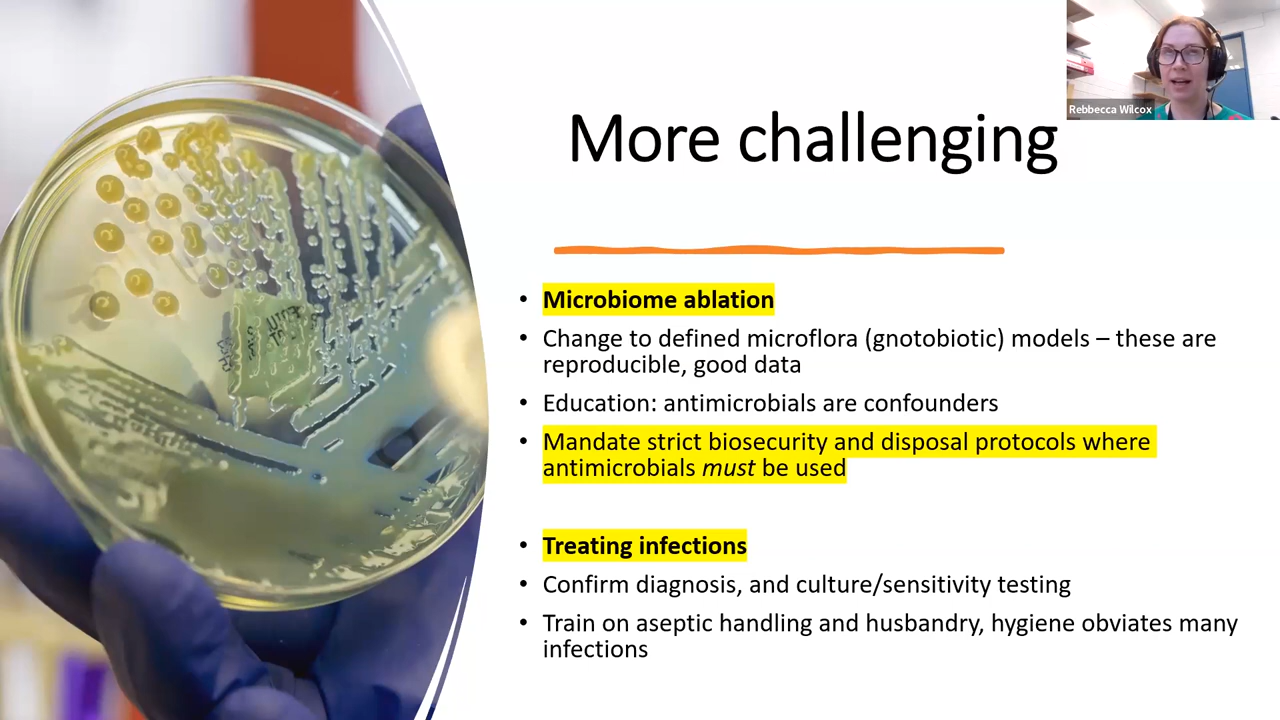 Rebbecca Wilcox
More challenging
• Microbiome ablation
• Change to defined microflora (gnotobiotic) models – these are
reproducible, good data
• Education: antimicrobials are confounders
• Mandate strict biosecurity and disposal protocols where
antimicrobials must be used
• Treating infections
• Confirm diagnosis, and culture/sensitivity testing
• Train on aseptic handling and husbandry, hygiene obviates many
infections